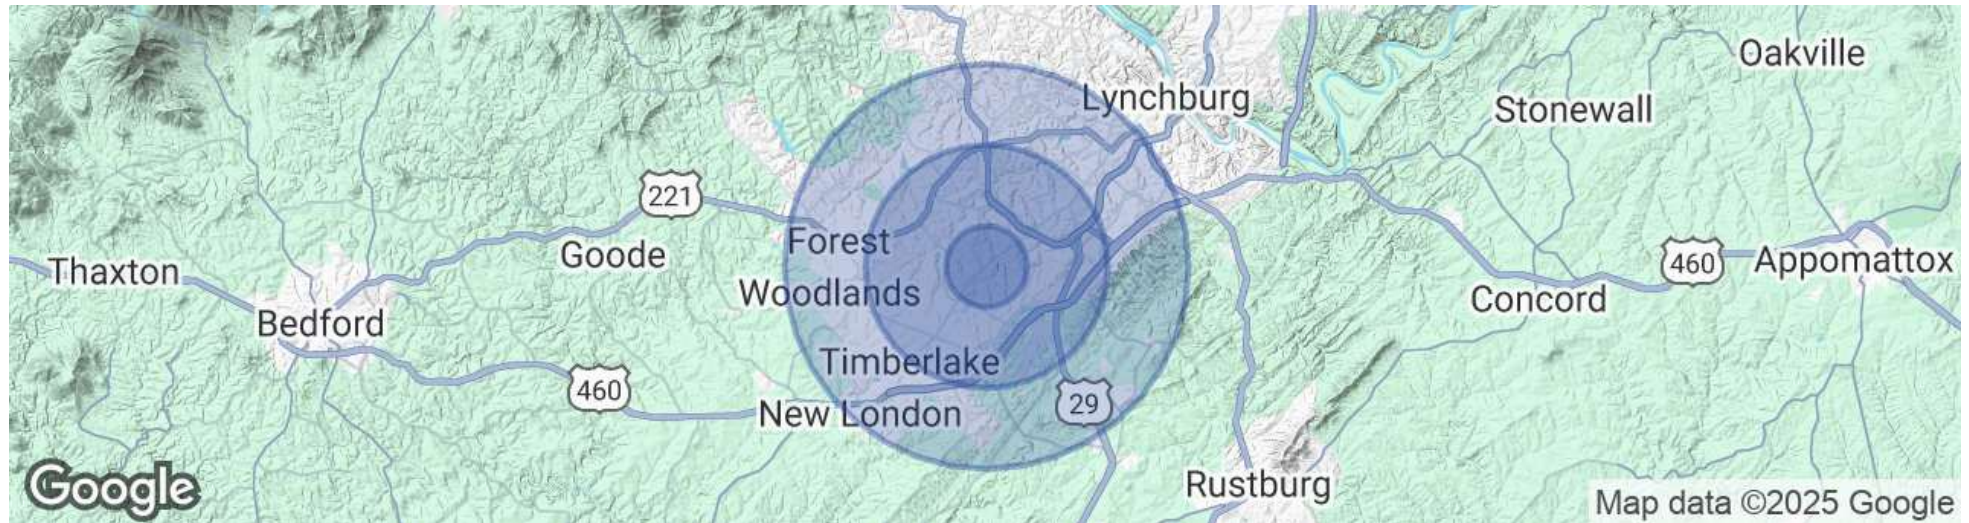 Oakville
Lynchburg
Stonewall
221
Forest
Goode
460
Appomattox
Thaxton
Woodlands
Concord
Bedford
Timberlake
460
29
New London
Rustburg
Google
Map data ©2025 Google